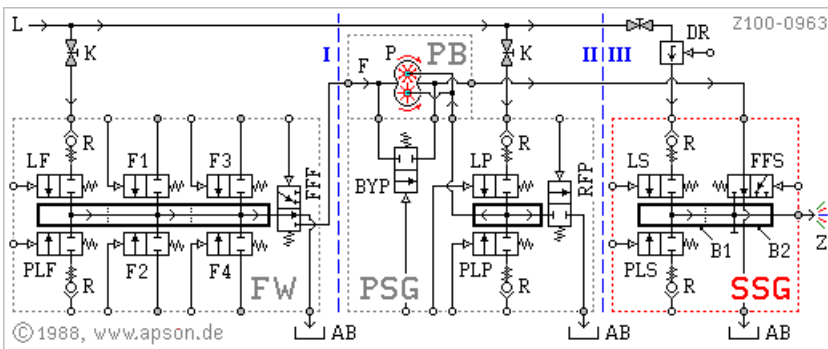 L
Z100-0963
P
PB
DR
K
I
F
K
II
III
R
R
R
LF
F1
F3
FFF
BYP
LP
RFP
LS
FFS
Z
PLF
F2
F4
PLP
PLS
B1
B2
R
FW
PSG
R
R
SSG
© 1988, www.apson.de
AB
AB
AB